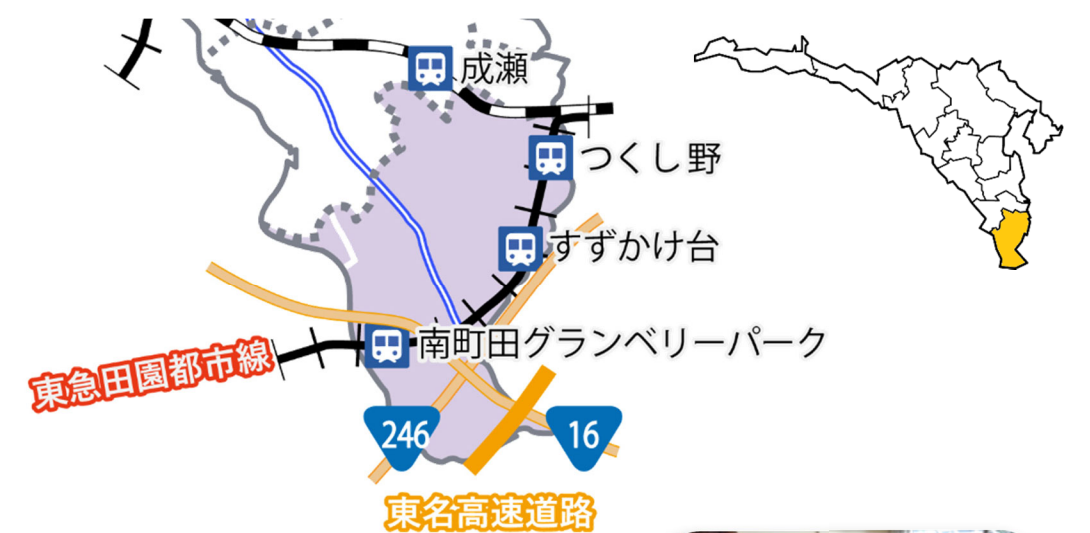 成瀬
つくし野
すずかけ台
南町田グランベリーパーク
東急田園都市線
246
16
東名高速道路